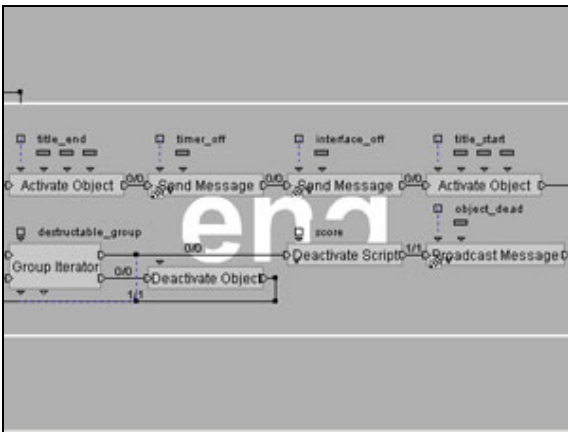 title_end timer_off interface_off title_start
0/0 0/0 0/0
Activate Object Send Message Send Message Activate Object
end
object_dead
destructable_group score
0/0 1/1
Group Iterator Deactivate Script Broadcast Message
0/0 Deactivate Object
1/1